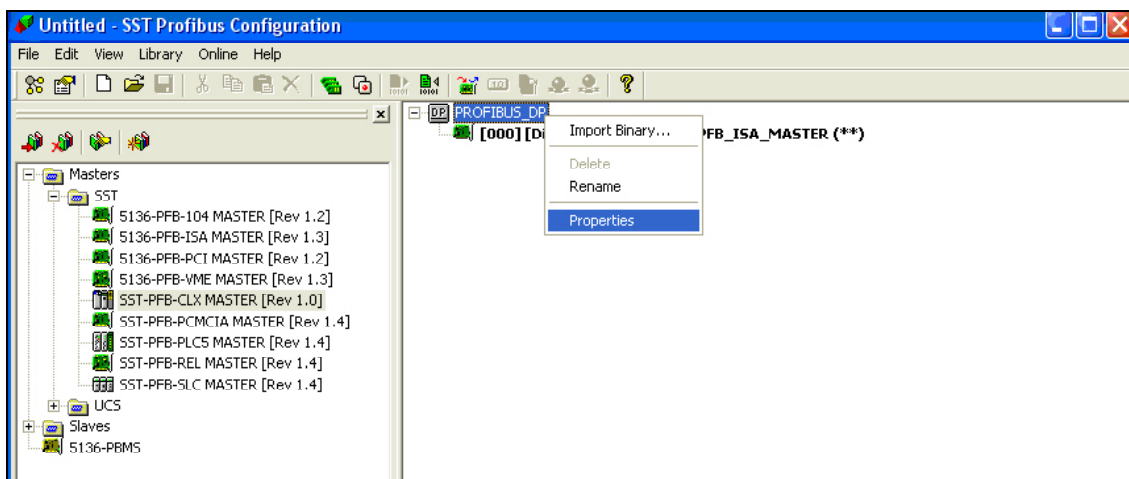 Untitled - SST Profibus Configuration
File Edit View Library Online Help
Masters
SST
5136-PFB-104 MASTER [Rev 1.2]
5136-PFB-ISA MASTER [Rev 1.3]
5136-PFB-PCI MASTER [Rev 1.2]
5136-PFB-VME MASTER [Rev 1.3]
SST-PFB-CLX MASTER [Rev 1.0]
SST-PFB-PCMCIA MASTER [Rev 1.4]
SST-PFB-PLC5 MASTER [Rev 1.4]
SST-PFB-REL MASTER [Rev 1.4]
SST-PFB-SLC MASTER [Rev 1.4]
UCS
Slaves
5136-PBMS
DP PROFIBUS_DP
[000] [Di PFB_ISA_MASTER (**)
Import Binary...
Delete
Rename
Properties